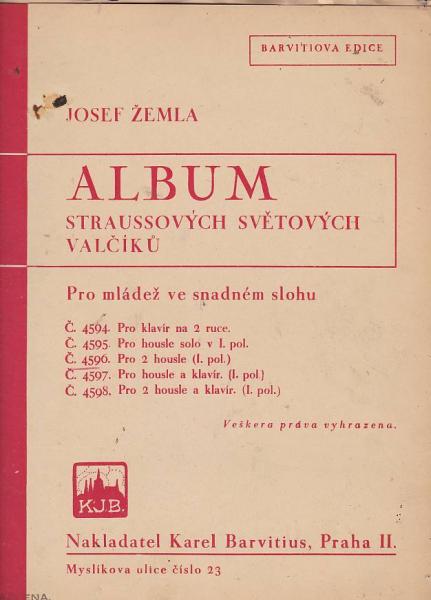 BARVITIOVA EDICE
JOSEF ŽEMLA
ALBUM
STRAUSSOVÝCH SVĚTOVÝCH
VALČÍKŮ
Pro mládež ve snadném slohu
Č. 4594. Pro klavír na 2 ruce.
Č. 4595. Pro housle solo v I. pol.
Č. 4596. Pro 2 housle (I. pol.)
Č. 4597. Pro housle a klavír. (I. pol.)
Č. 4598. Pro 2 housle a klavír. (I. pol.)
Veškera práva vyhrazena.
K.J.B.
Nakladatel Karel Barvitius, Praha II.
Myslíkova ulice číslo 23